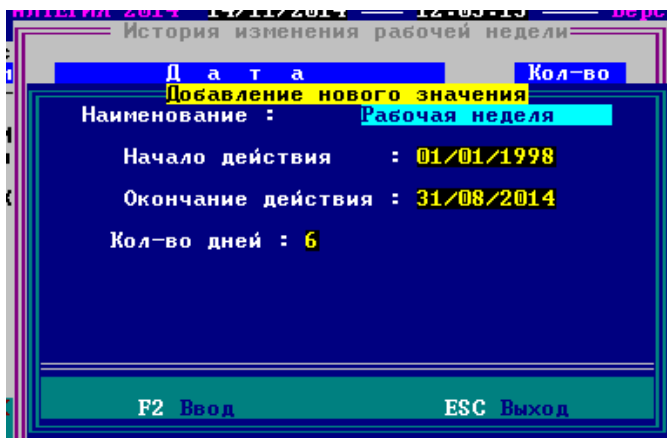 2014 14/11/2014 12:05:15
История изменения рабочей недели
Д а т а Кол-во
Добавление нового значения
Наименование : Рабочая неделя
Начало действия : 01/01/1998
Окончание действия : 31/08/2014
Кол-во дней : 6
F2 Ввод ESC Выход